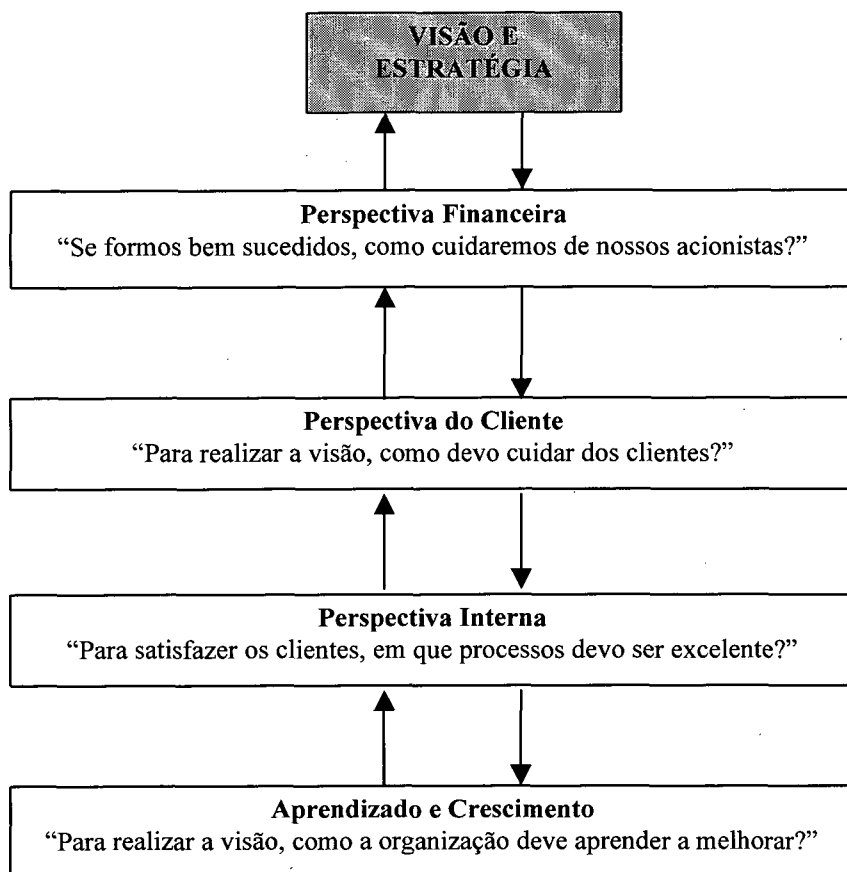 VISÃO E
ESTRATÉGIA
Perspectiva Financeira
“Se formos bem sucedidos, como cuidaremos de nossos acionistas?”
Perspectiva do Cliente
“Para realizar a visão, como devo cuidar dos clientes?”
Perspectiva Interna
“Para satisfazer os clientes, em que processos devo ser excelente?”
Aprendizado e Crescimento
“Para realizar a visão, como a organização deve aprender a melhorar?”